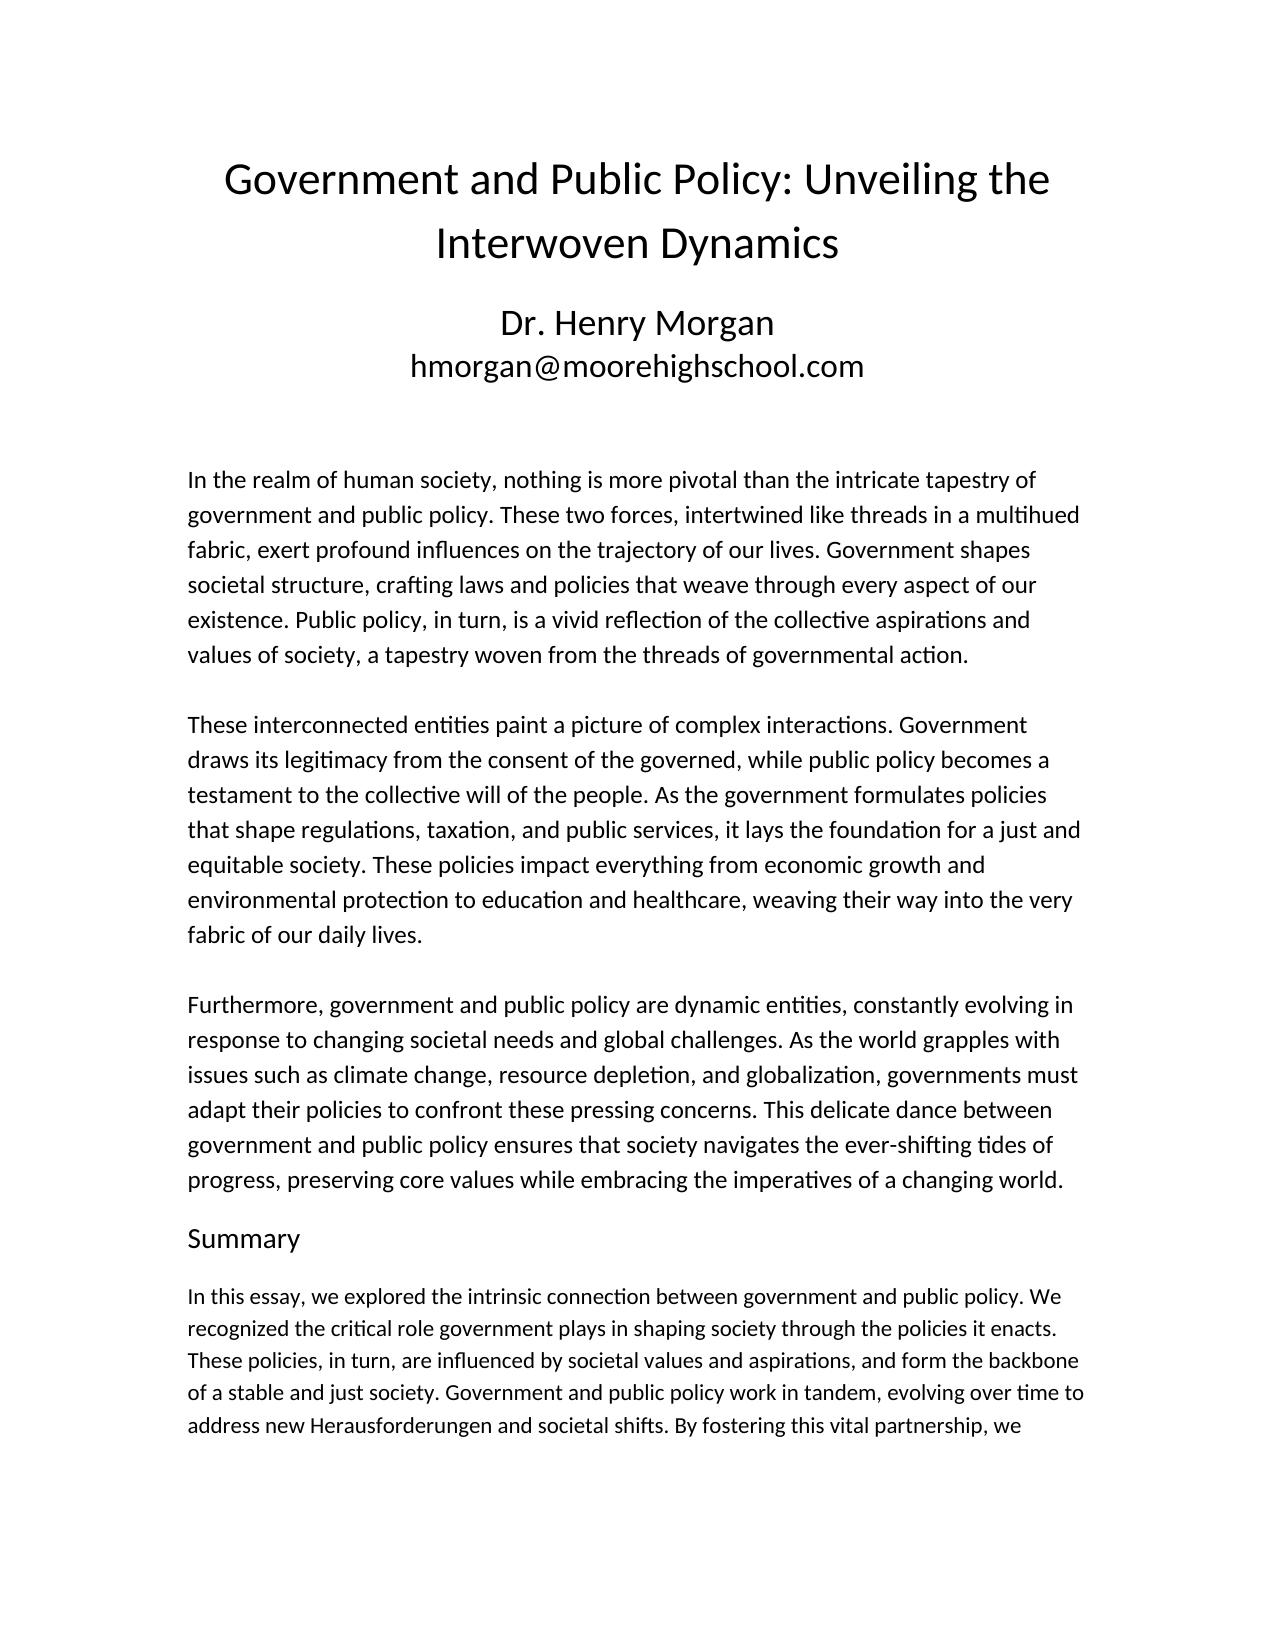 Government and Public Policy: Unveiling the
Interwoven Dynamics
Dr. Henry Morgan
hmorgan@moorehighschool.com
In the realm of human society, nothing is more pivotal than the intricate tapestry of
government and public policy. These two forces, intertwined like threads in a multihued
fabric, exert profound influences on the trajectory of our lives. Government shapes
societal structure, crafting laws and policies that weave through every aspect of our
existence. Public policy, in turn, is a vivid reflection of the collective aspirations and
values of society, a tapestry woven from the threads of governmental action.
These interconnected entities paint a picture of complex interactions. Government
draws its legitimacy from the consent of the governed, while public policy becomes a
testament to the collective will of the people. As the government formulates policies
that shape regulations, taxation, and public services, it lays the foundation for a just and
equitable society. These policies impact everything from economic growth and
environmental protection to education and healthcare, weaving their way into the very
fabric of our daily lives.
Furthermore, government and public policy are dynamic entities, constantly evolving in
response to changing societal needs and global challenges. As the world grapples with
issues such as climate change, resource depletion, and globalization, governments must
adapt their policies to confront these pressing concerns. This delicate dance between
government and public policy ensures that society navigates the ever-shifting tides of
progress, preserving core values while embracing the imperatives of a changing world.
Summary
In this essay, we explored the intrinsic connection between government and public policy. We
recognized the critical role government plays in shaping society through the policies it enacts.
These policies, in turn, are influenced by societal values and aspirations, and form the backbone
of a stable and just society. Government and public policy work in tandem, evolving over time to
address new Herausforderungen and societal shifts. By fostering this vital partnership, we